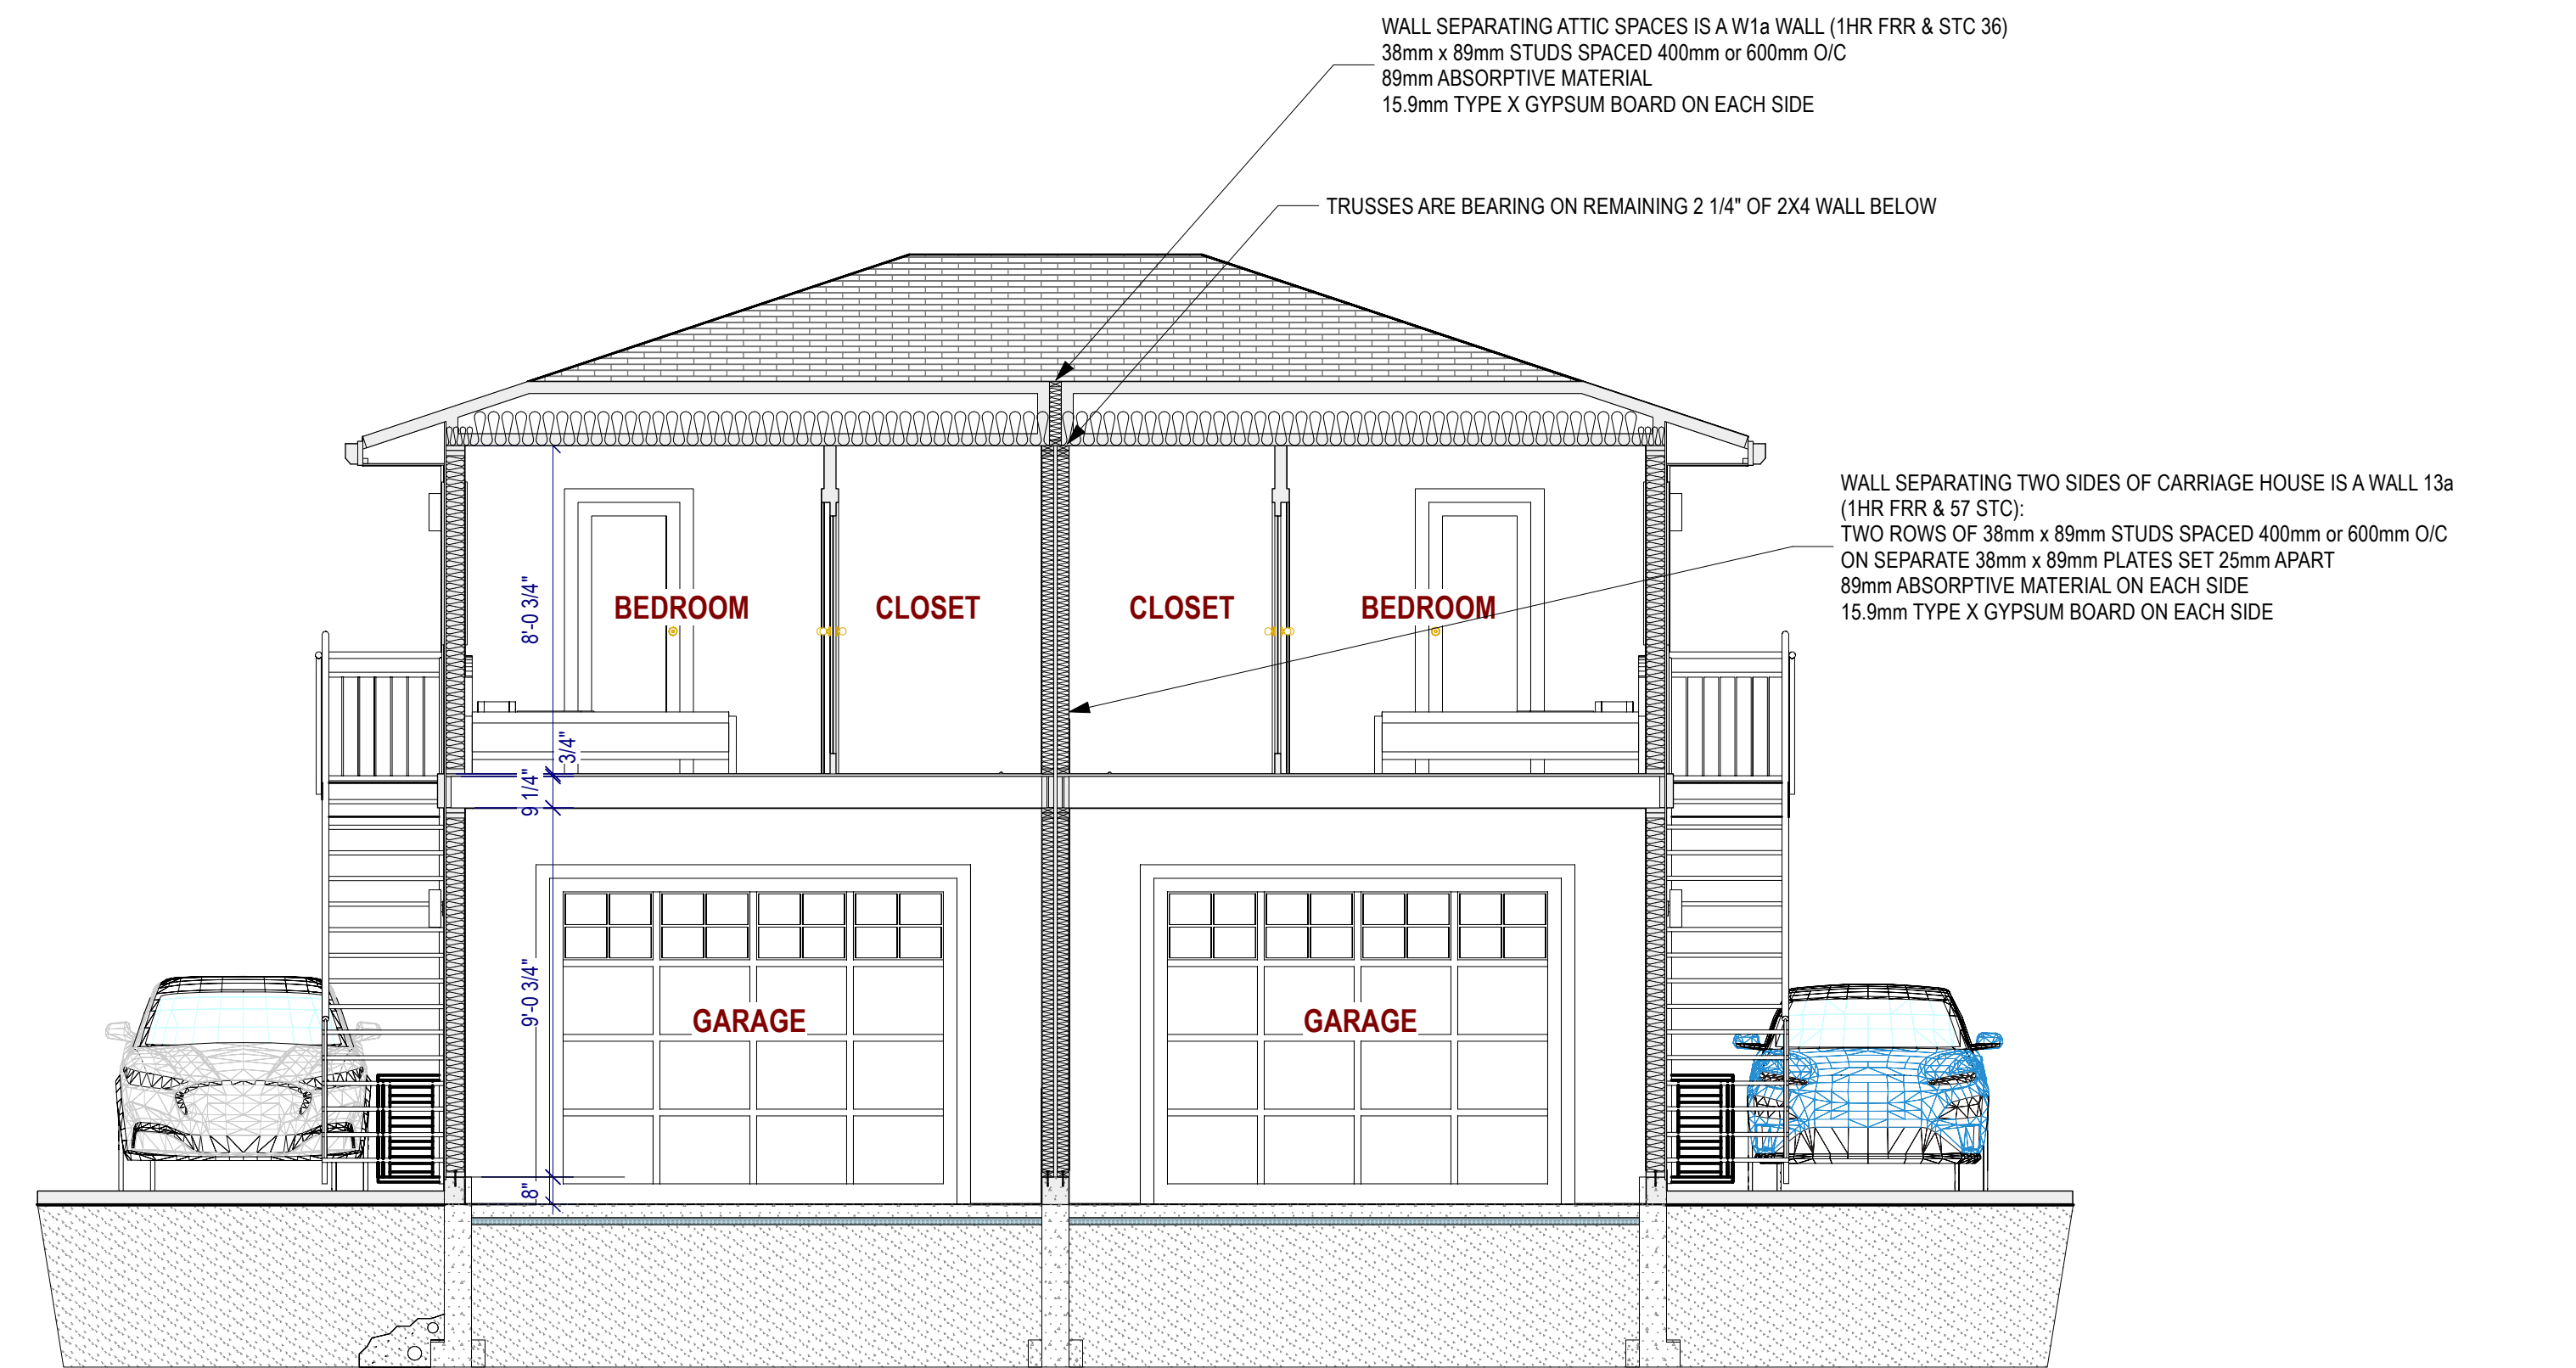 WALL SEPARATING ATTIC SPACES IS A W1a WALL (1HR FRR & STC 36)
38mm x 89mm STUDS SPACED 400mm or 600mm O/C
89mm ABSORPTIVE MATERIAL
15.9mm TYPE X GYPSUM BOARD ON EACH SIDE
TRUSSES ARE BEARING ON REMAINING 2 1/4" OF 2X4 WALL BELOW
WALL SEPARATING TWO SIDES OF CARRIAGE HOUSE IS A WALL 13a
(1HR FRR & 57 STC):
TWO ROWS OF 38mm x 89mm STUDS SPACED 400mm or 600mm O/C
ON SEPARATE 38mm x 89mm PLATES SET 25mm APART
89mm ABSORPTIVE MATERIAL ON EACH SIDE
15.9mm TYPE X GYPSUM BOARD ON EACH SIDE
8'-0 3/4"
BEDROOM
CLOSET
CLOSET
BEDROOM
3/4"
9 1/4"
9'-0 3/4"
GARAGE
GARAGE
8"